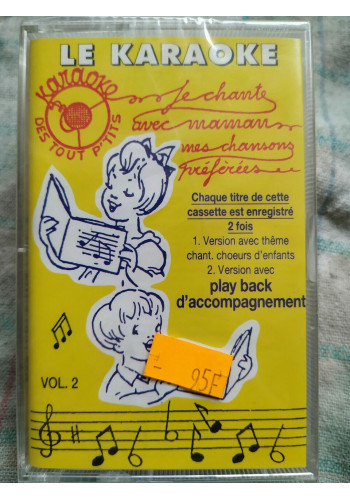 LE KARAOKE
Karaoke
DES TOUT P'TITS
Je chante
avec maman
mes chansons
préférées
Chaque titre de cette
cassette est enregistré
2 fois
1. Version avec thême
chant, choeurs d'enfants
2. Version avec
play back
d'accompagnement
95F
VOL. 2